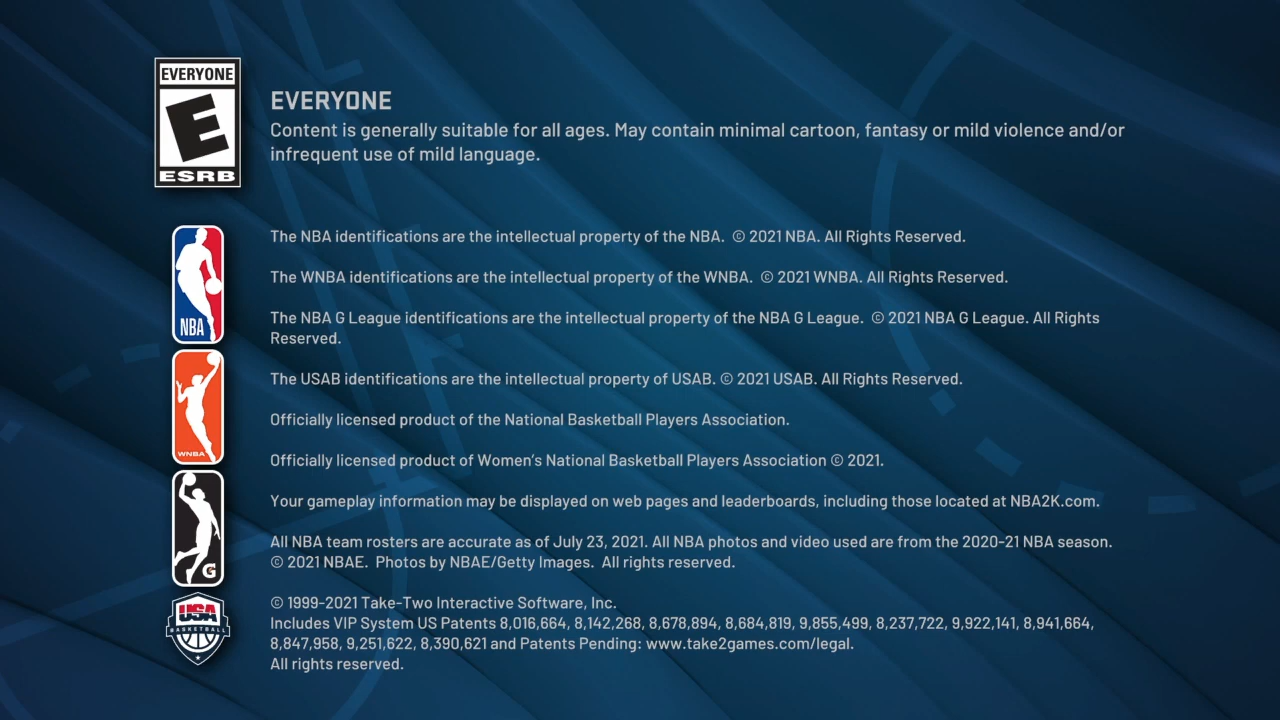 EVERYONE
E
ESRB
EVERYONE
Content is generally suitable for all ages. May contain minimal cartoon, fantasy or mild violence and/or
infrequent use of mild language.
NBA
The NBA identifications are the intellectual property of the NBA.  © 2021 NBA. All Rights Reserved.
The WNBA identifications are the intellectual property of the WNBA.  © 2021 WNBA. All Rights Reserved.
The NBA G League identifications are the intellectual property of the NBA G League.  © 2021 NBA G League. All Rights
Reserved.
WNBA
The USAB identifications are the intellectual property of USAB. © 2021 USAB. All Rights Reserved.
Officially licensed product of the National Basketball Players Association.
Officially licensed product of Women's National Basketball Players Association © 2021.
G
Your gameplay information may be displayed on web pages and leaderboards, including those located at NBA2K.com.
All NBA team rosters are accurate as of July 23, 2021. All NBA photos and video used are from the 2020-21 NBA season.
© 2021 NBAE.  Photos by NBAE/Getty Images.  All rights reserved.
USA
BASKETBALL
© 1999-2021 Take-Two Interactive Software, Inc.
Includes VIP System US Patents 8,016,664, 8,142,268, 8,678,894, 8,684,819, 9,855,499, 8,237,722, 9,922,141, 8,941,664,
8,847,958, 9,251,622, 8,390,621 and Patents Pending: www.take2games.com/legal.
All rights reserved.